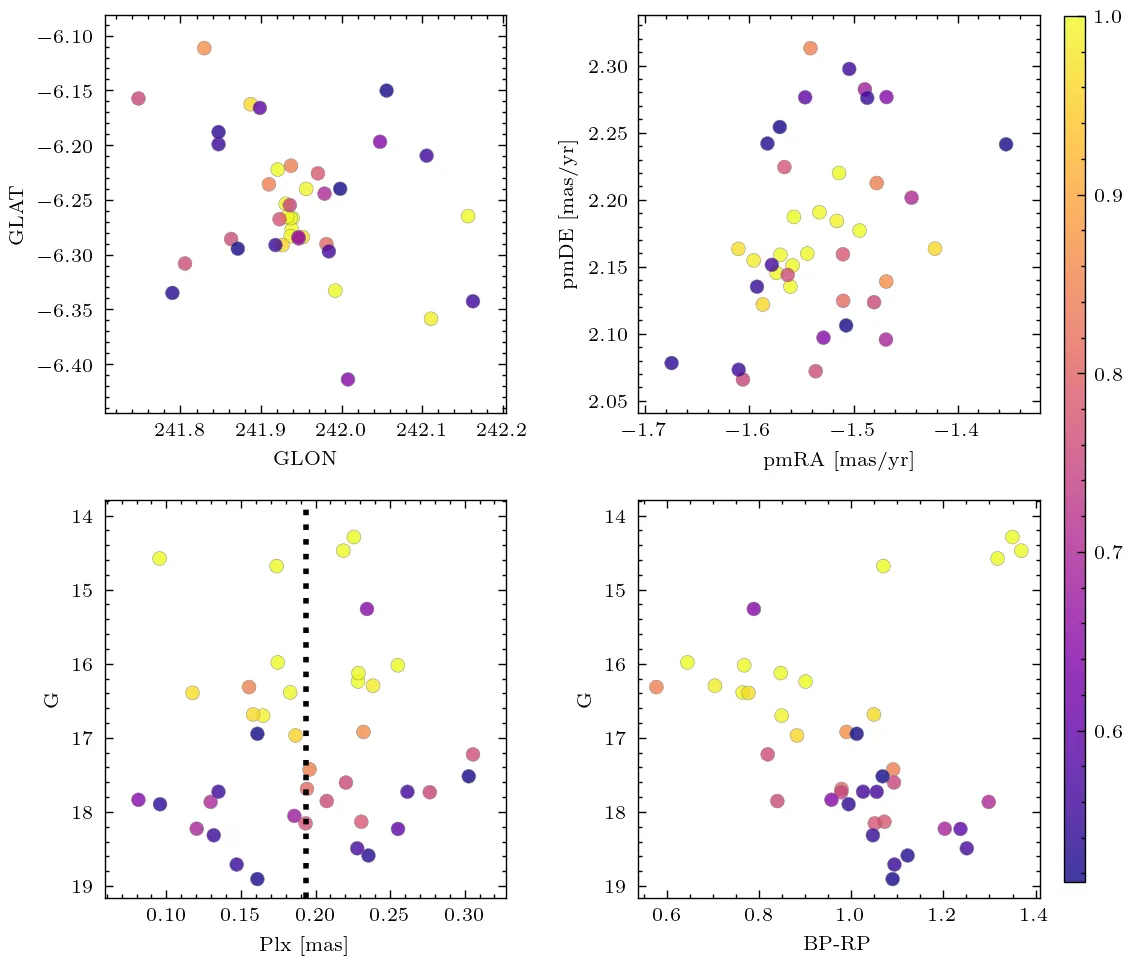 −6.10
−6.15
−6.20
−6.25
−6.30
−6.35
−6.40
GLAT
241.8 241.9 242.0 242.1 242.2
GLON
2.30
2.25
2.20
2.15
2.10
2.05
pmDE [mas/yr]
−1.7 −1.6 −1.5 −1.4
pmRA [mas/yr]
1.0
0.9
0.8
0.7
0.6
14
15
16
17
18
19
G
0.10 0.15 0.20 0.25 0.30
Plx [mas]
14
15
16
17
18
19
G
0.6 0.8 1.0 1.2 1.4
BP-RP